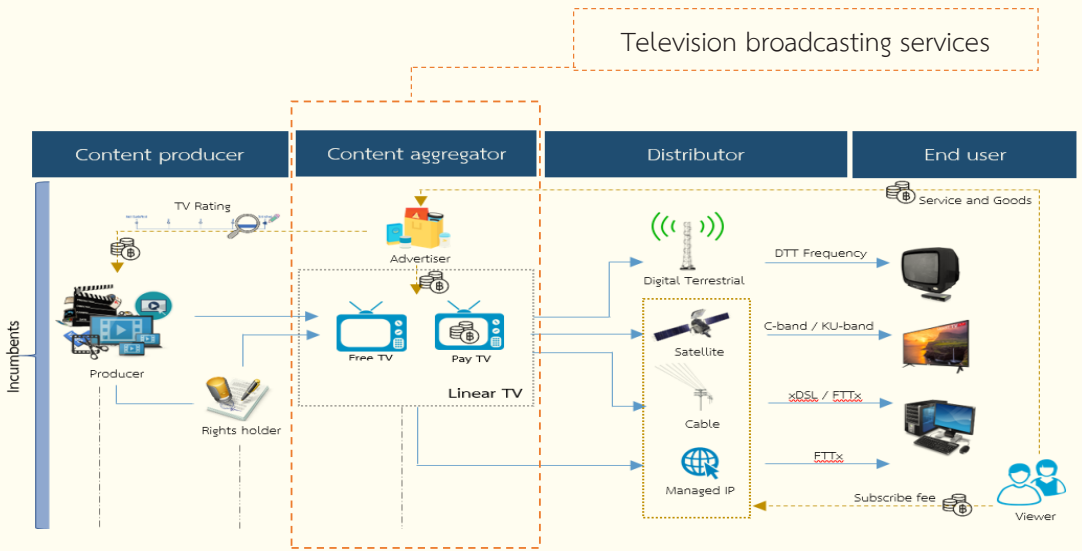 Television broadcasting services
Content producer
Content aggregator
Distributor
End user
Service and Goods
TV Rating
Advertiser
Digital Terrestrial
DTT Frequency
Free TV
Pay TV
Satellite
C-band / KU-band
Incumbents
Producer
Linear TV
Rights holder
Cable
xDSL / FTTx
Managed IP
FTTx
Subscribe fee
Viewer